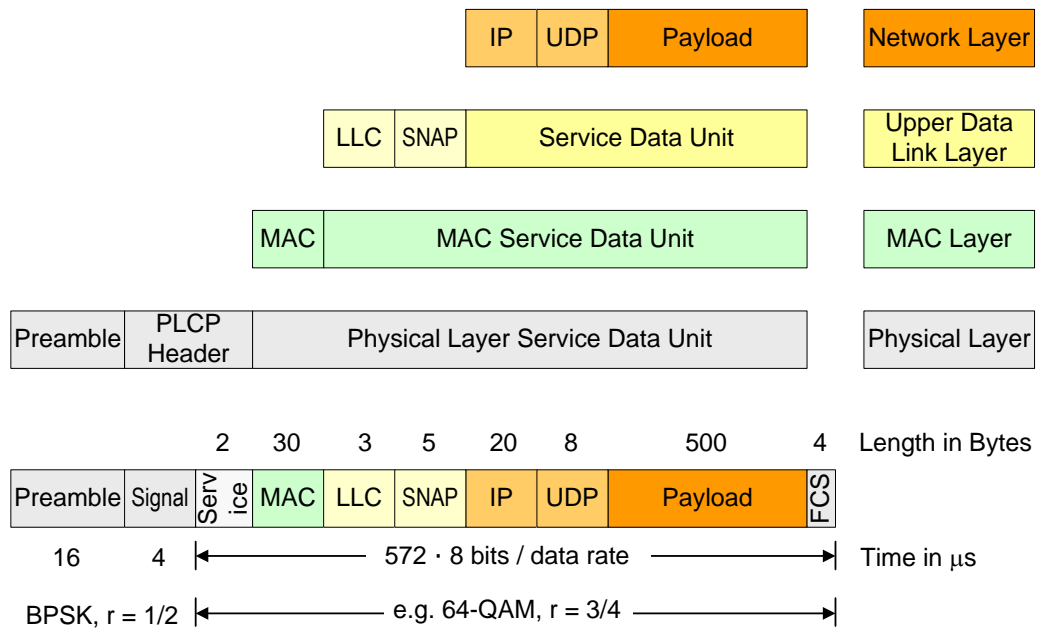 IP UDP Payload Network Layer
LLC SNAP Service Data Unit Upper Data
Link Layer
MAC MAC Service Data Unit MAC Layer
Preamble PLCP
Header Physical Layer Service Data Unit Physical Layer
2 30 3 5 20 8 500 4 Length in Bytes
Preamble Signal Serv
ice MAC LLC SNAP IP UDP Payload FCS
16 4 572 · 8 bits / data rate Time in μs
BPSK, r = 1/2 e.g. 64-QAM, r = 3/4